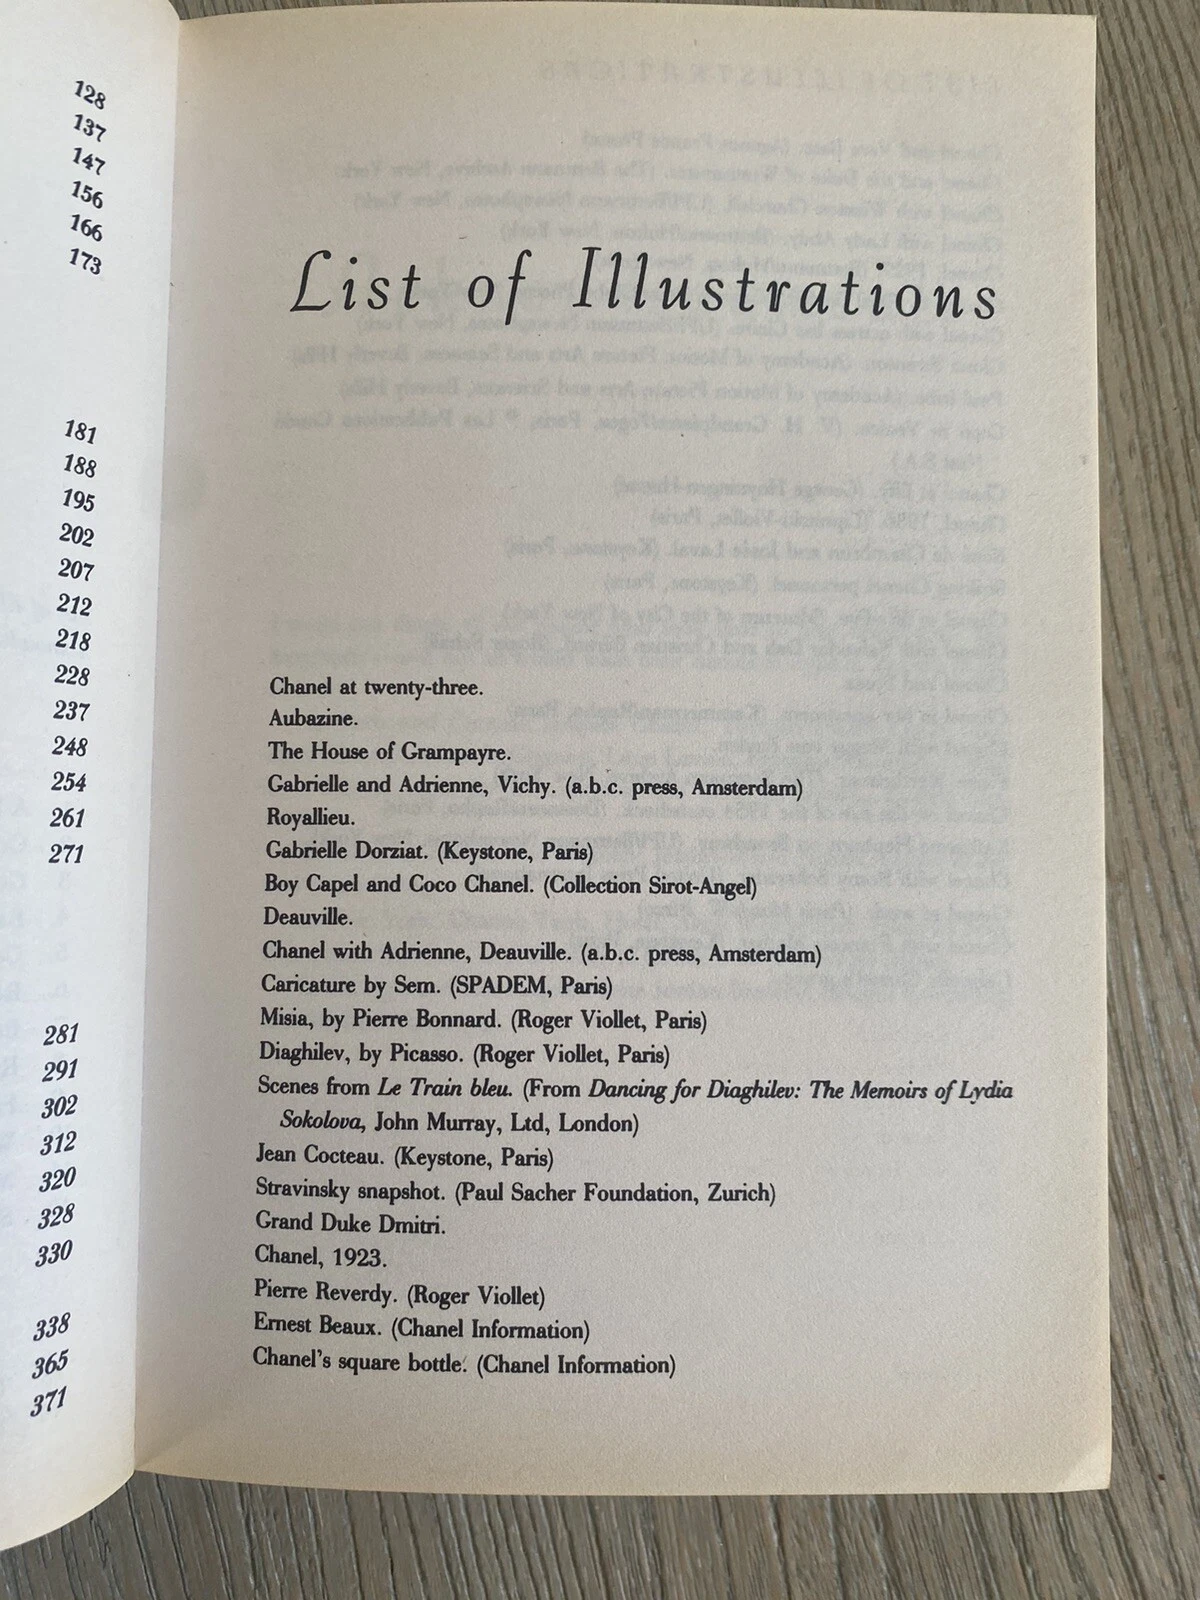 128
137
147
156
166
173
181
188
195
202
207
212
218
228
237
248
254
261
271
281
291
302
312
320
328
330
338
365
371
List of Illustrations
Chanel at twenty-three.
Aubazine.
The House of Grampayre.
Gabrielle and Adrienne, Vichy. (a.b.c. press, Amsterdam)
Royallieu.
Gabrielle Dorziat. (Keystone, Paris)
Boy Capel and Coco Chanel. (Collection Sirot-Angel)
Deauville.
Chanel with Adrienne, Deauville. (a.b.c. press, Amsterdam)
Caricature by Sem. (SPADEM, Paris)
Misia, by Pierre Bonnard. (Roger Viollet, Paris)
Diaghilev, by Picasso. (Roger Viollet, Paris)
Scenes from Le Train bleu. (From Dancing for Diaghilev: The Memoirs of Lydia
Sokolova, John Murray, Ltd, London)
Jean Cocteau. (Keystone, Paris)
Stravinsky snapshot. (Paul Sacher Foundation, Zurich)
Grand Duke Dmitri.
Chanel, 1923.
Pierre Reverdy. (Roger Viollet)
Ernest Beaux. (Chanel Information)
Chanel's square bottle. (Chanel Information)